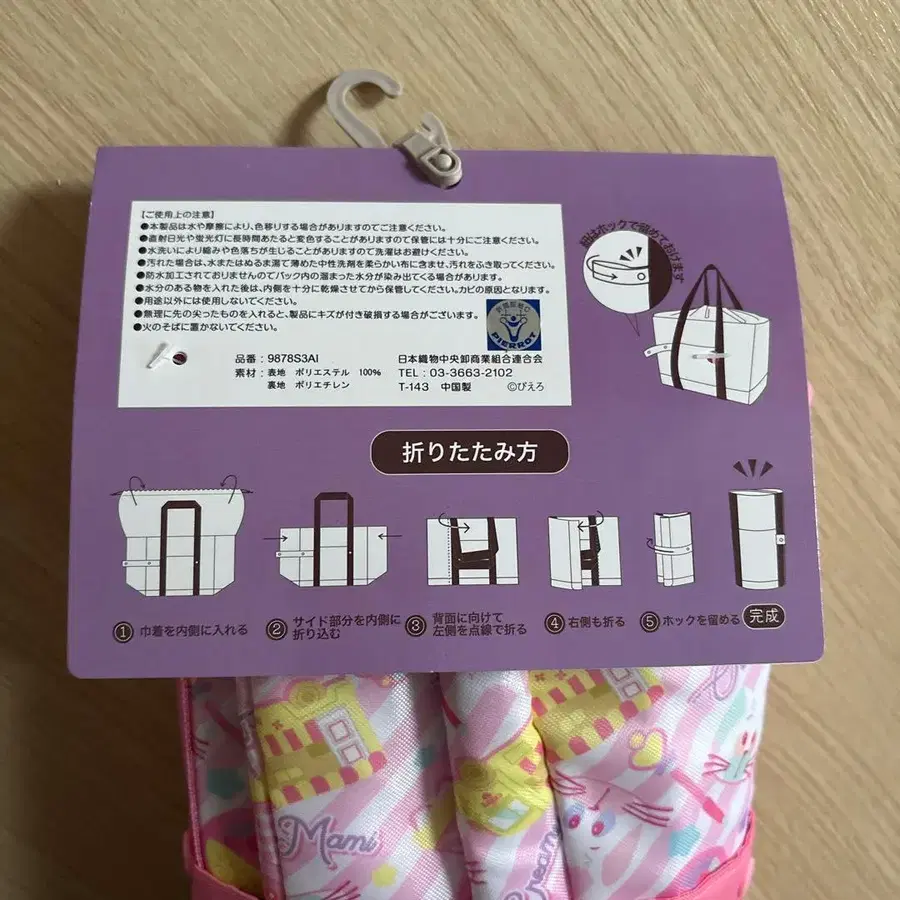 【ご使用上の注意】
●本製品は水や摩擦により、色移りする場合がありますのでご注意ください。
●直射日光や蛍光灯に長時間あたると変色することがありますので保管には十分にご注意ください。
●水洗いにより縮みや色落ちが生じることがありますので洗濯はお避けください。
●汚れた場合は、水またはぬるま湯で薄めた中性洗剤を柔らかい布に含ませ、汚れをふき取ってください。
●防水加工されておりませんのでバック内の溜まった水分が染み出てくる場合があります。
●水分のある物を入れた後は、内側を十分に乾燥させてから保管してください。カビの原因となります。
●用途以外には使用しないでください。
●無理に先の尖ったものを入れると、製品にキズが付き破損する場合がございます。
●火のそばに置かないでください。
PIERROT
品番：9878S3AI
素材：表地 ポリエステル 100%
裏地 ポリエチレン
日本織物中央卸商業組合連合会
TEL：03-3663-2102
T-143 中国製 ©ぴえろ
紐はホックで留めておけます
折りたたみ方
① 巾着を内側に入れる
② サイド部分を内側に
折り込む
③ 背面に向けて
左側を点線で折る
④ 右側も折る
⑤ ホックを留める
完成
Mami
Creamy